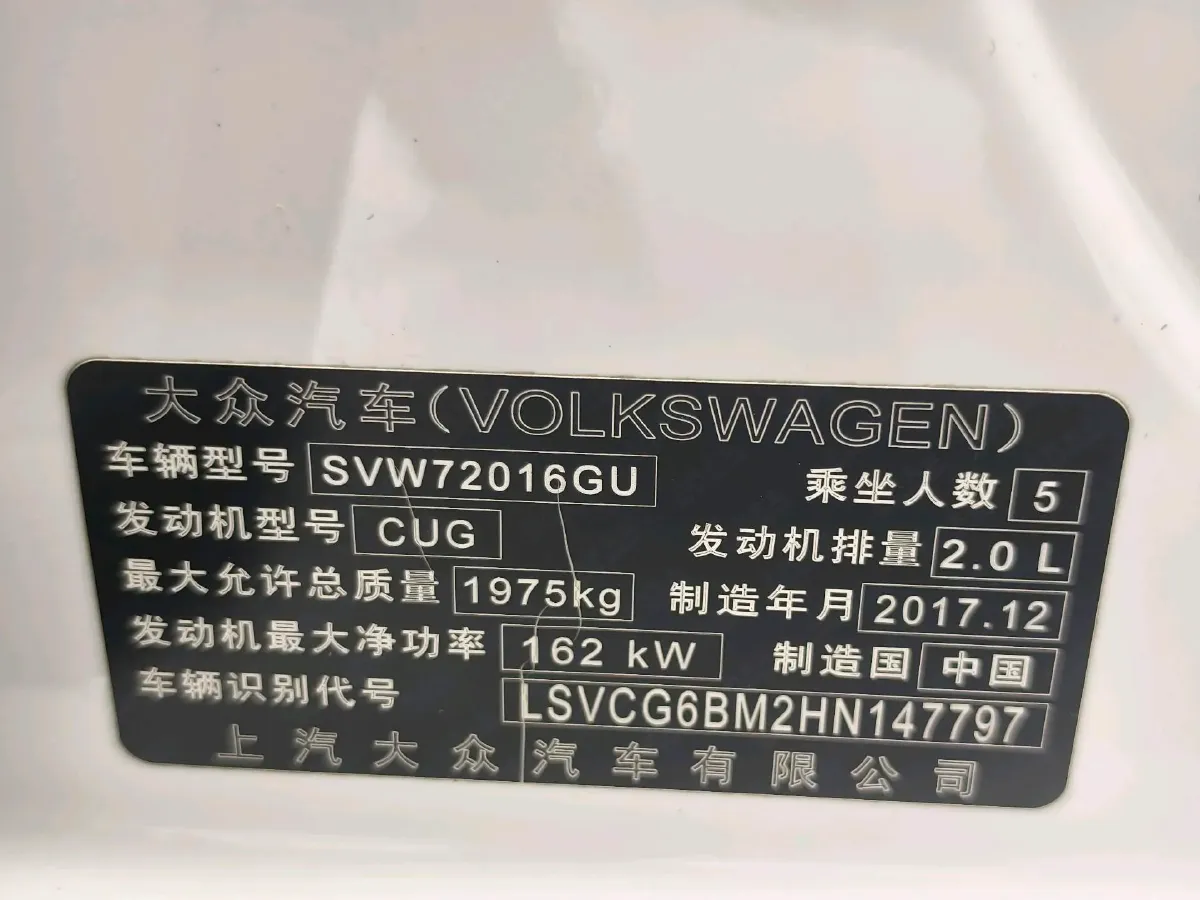 大众汽车(VOLKSWAGEN)
车辆型号 SVW72016GU 乘坐人数 5
发动机型号 CUG 发动机排量 2.0 L
最大允许总质量 1975kg 制造年月 2017.12
发动机最大净功率 162 kW 制造国 中国
车辆识别代号 LSVCG6BM2HN147797
上汽大众汽车有限公司